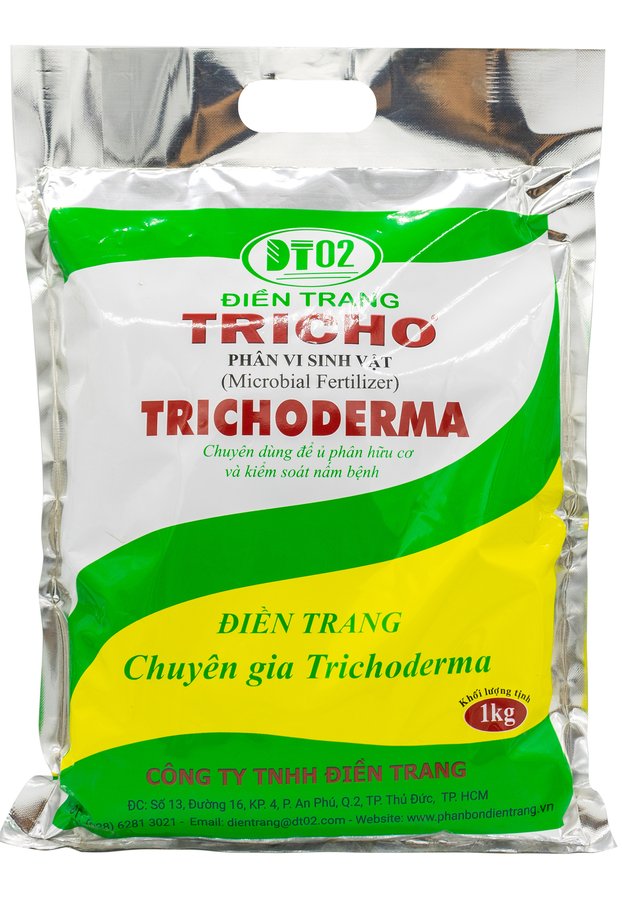 DT02
ĐIỀN TRANG
TRICHO
PHÂN VI SINH VẬT
(Microbial Fertilizer)
TRICHODERMA
Chuyên dùng để ủ phân hữu cơ
và kiểm soát nấm bệnh
ĐIỀN TRANG
Chuyên gia Trichoderma
Khối lượng tịnh
1kg
CÔNG TY TNHH ĐIỀN TRANG
ĐC: Số 13, Đường 16, KP. 4, P. An Phú, Q.2, TP. Thủ Đức, TP. HCM
6281 3021 - Email: dientrang@dt02.com - Website: www.phanbondientrang.vn